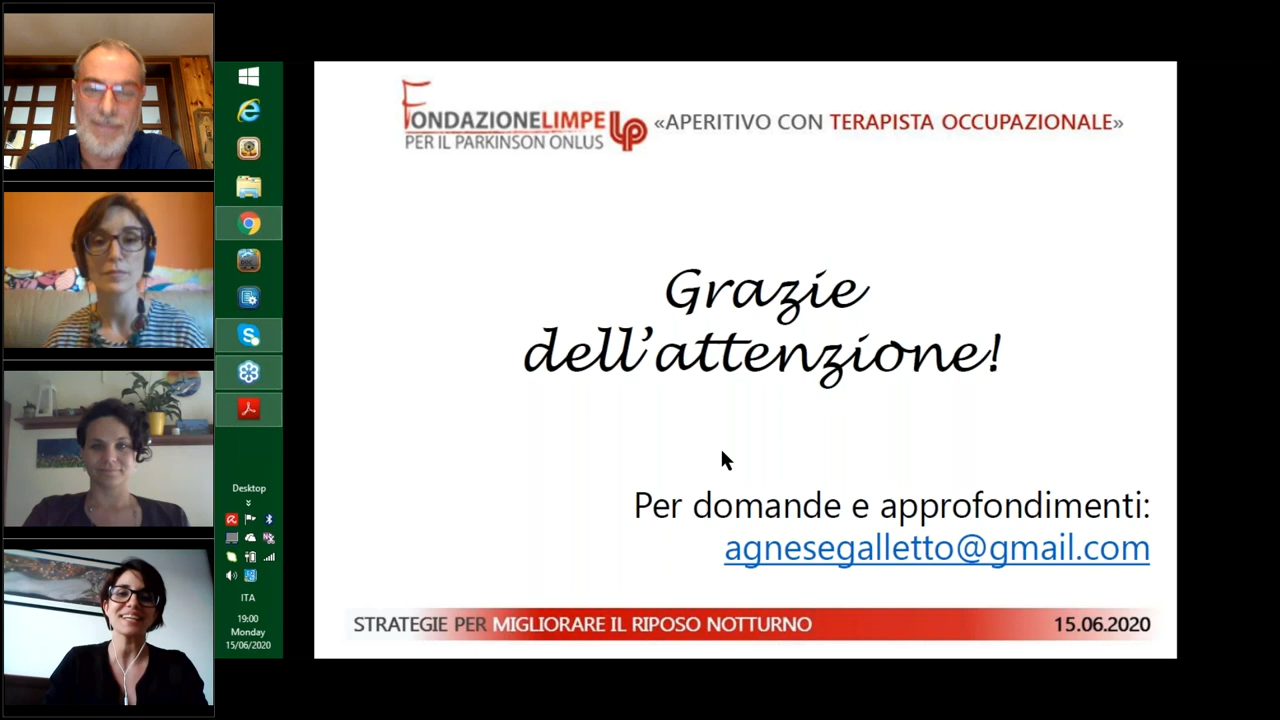 FONDAZIONELIMPE
PER IL PARKINSON ONLUS
«APERITIVO CON TERAPISTA OCCUPAZIONALE»
Grazie
dell’attenzione!
Per domande e approfondimenti:
agnesegalletto@gmail.com
STRATEGIE PER MIGLIORARE IL RIPOSO NOTTURNO
15.06.2020
Desktop
ITA
19:00
Monday
15/06/2020